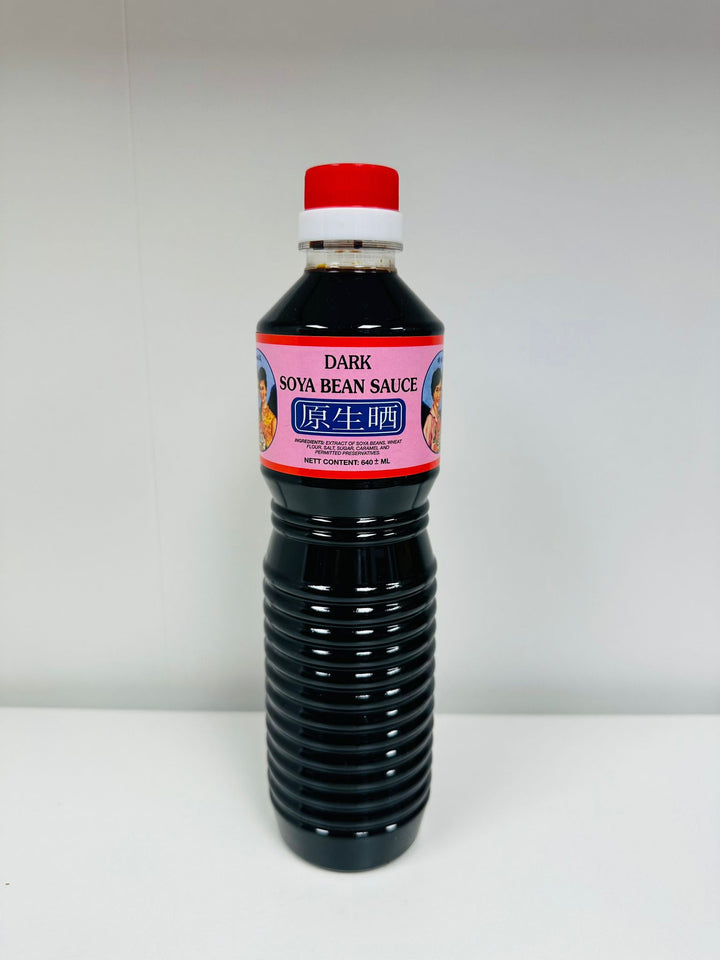 DARK
SOYA BEAN SAUCE
原生晒
INGREDIENTS: EXTRACT OF SOYA BEANS, WHEAT
FLOUR, SALT, SUGAR, CARAMEL AND
PERMITTED PRESERVATIVES.
NETT CONTENT: 640 ± ML